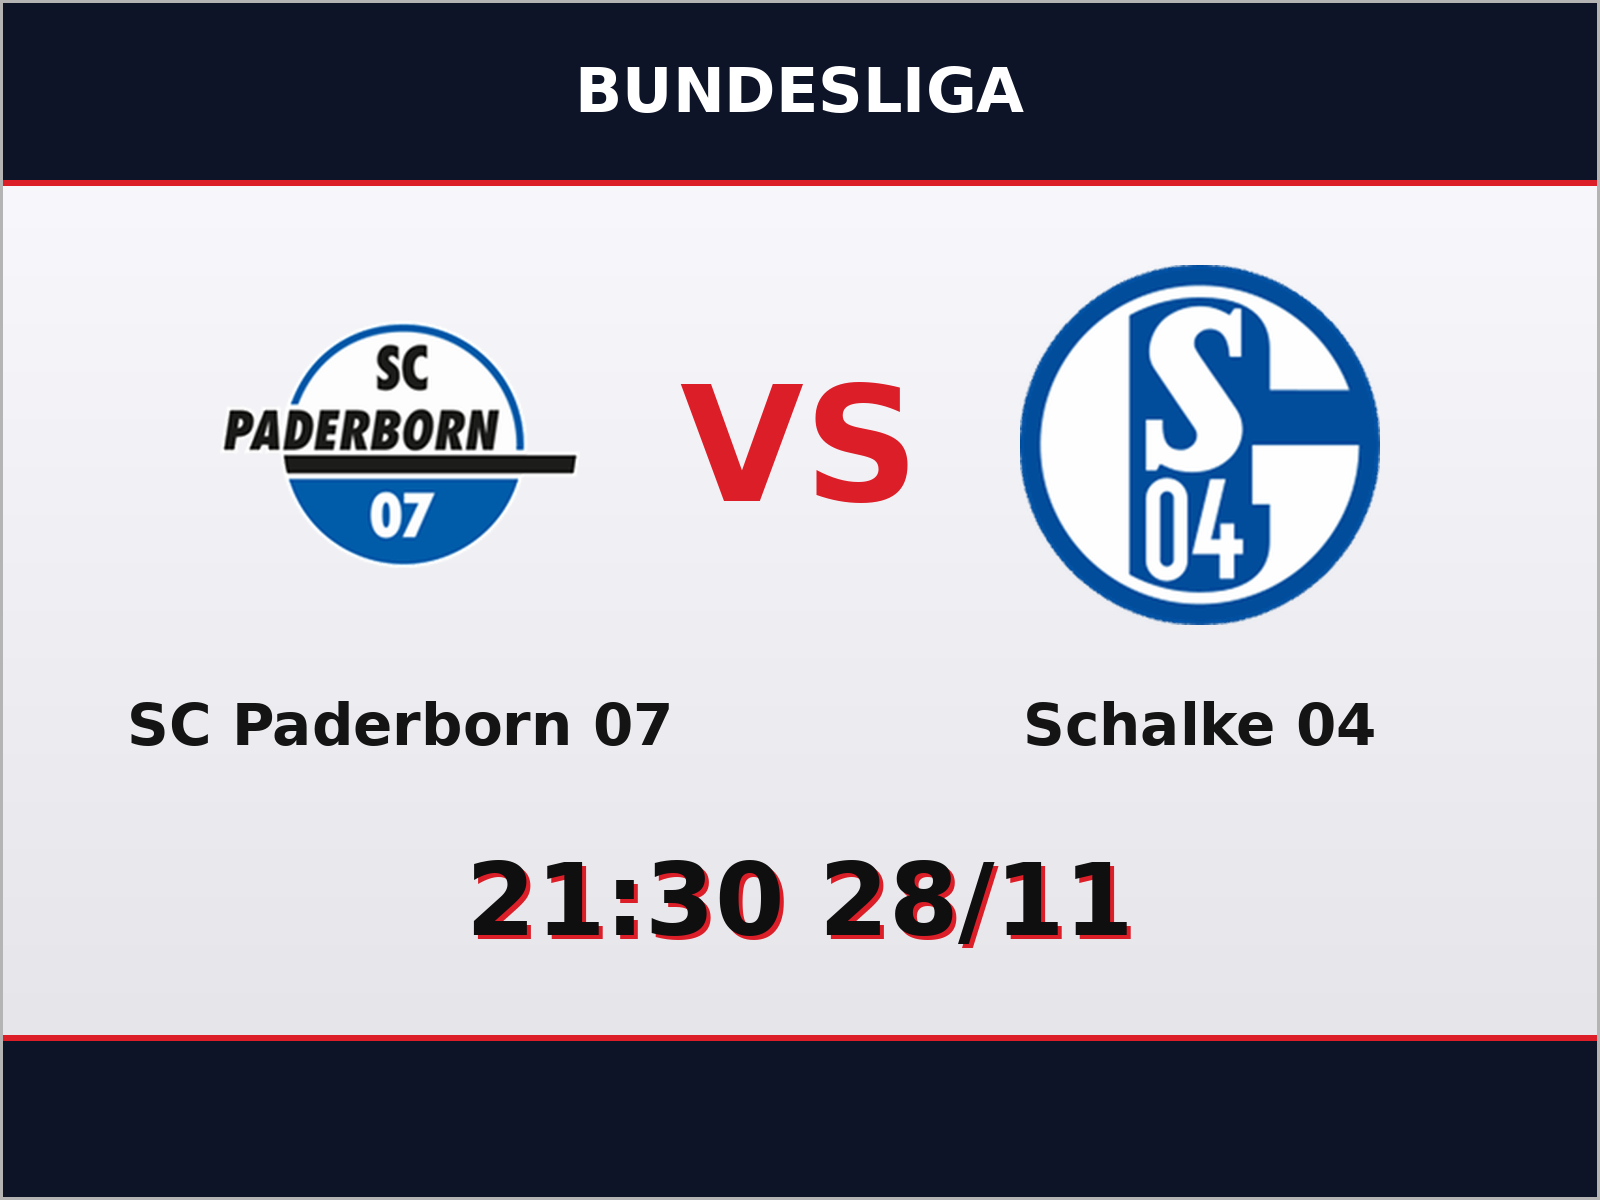 BUNDESLIGA
SC
PADERBORN
07
VS
S
04
SC Paderborn 07
Schalke 04
21:30 28/11